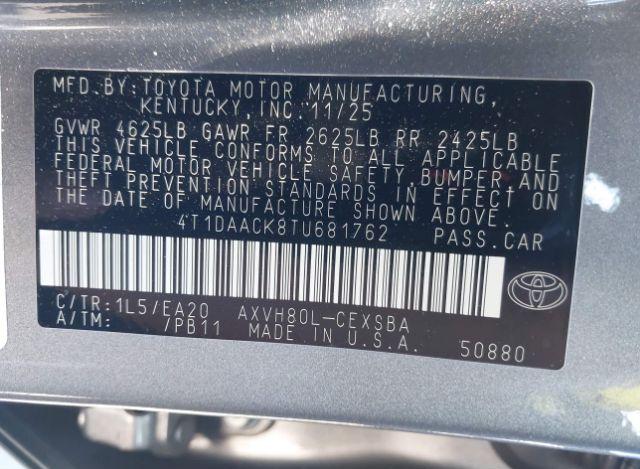 MFD.BY:TOYOTA MOTOR MANUFACTURING,
KENTUCKY,INC.11/25
GVWR 4625LB GAWR FR 2625LB RR 2425LB
THIS VEHICLE CONFORMS TO ALL APPLICABLE
FEDERAL MOTOR VEHICLE SAFETY,BUMPER,AND
THEFT PREVENTION STANDARDS IN EFFECT ON
THE DATE OF MANUFACTURE SHOWN ABOVE.
4T1DAACK8TU681762 PASS.CAR
C/TR:1L5/EA20 AXVH80L-CEXSBA
A/TM: /PB11 MADE IN U.S.A. 50880